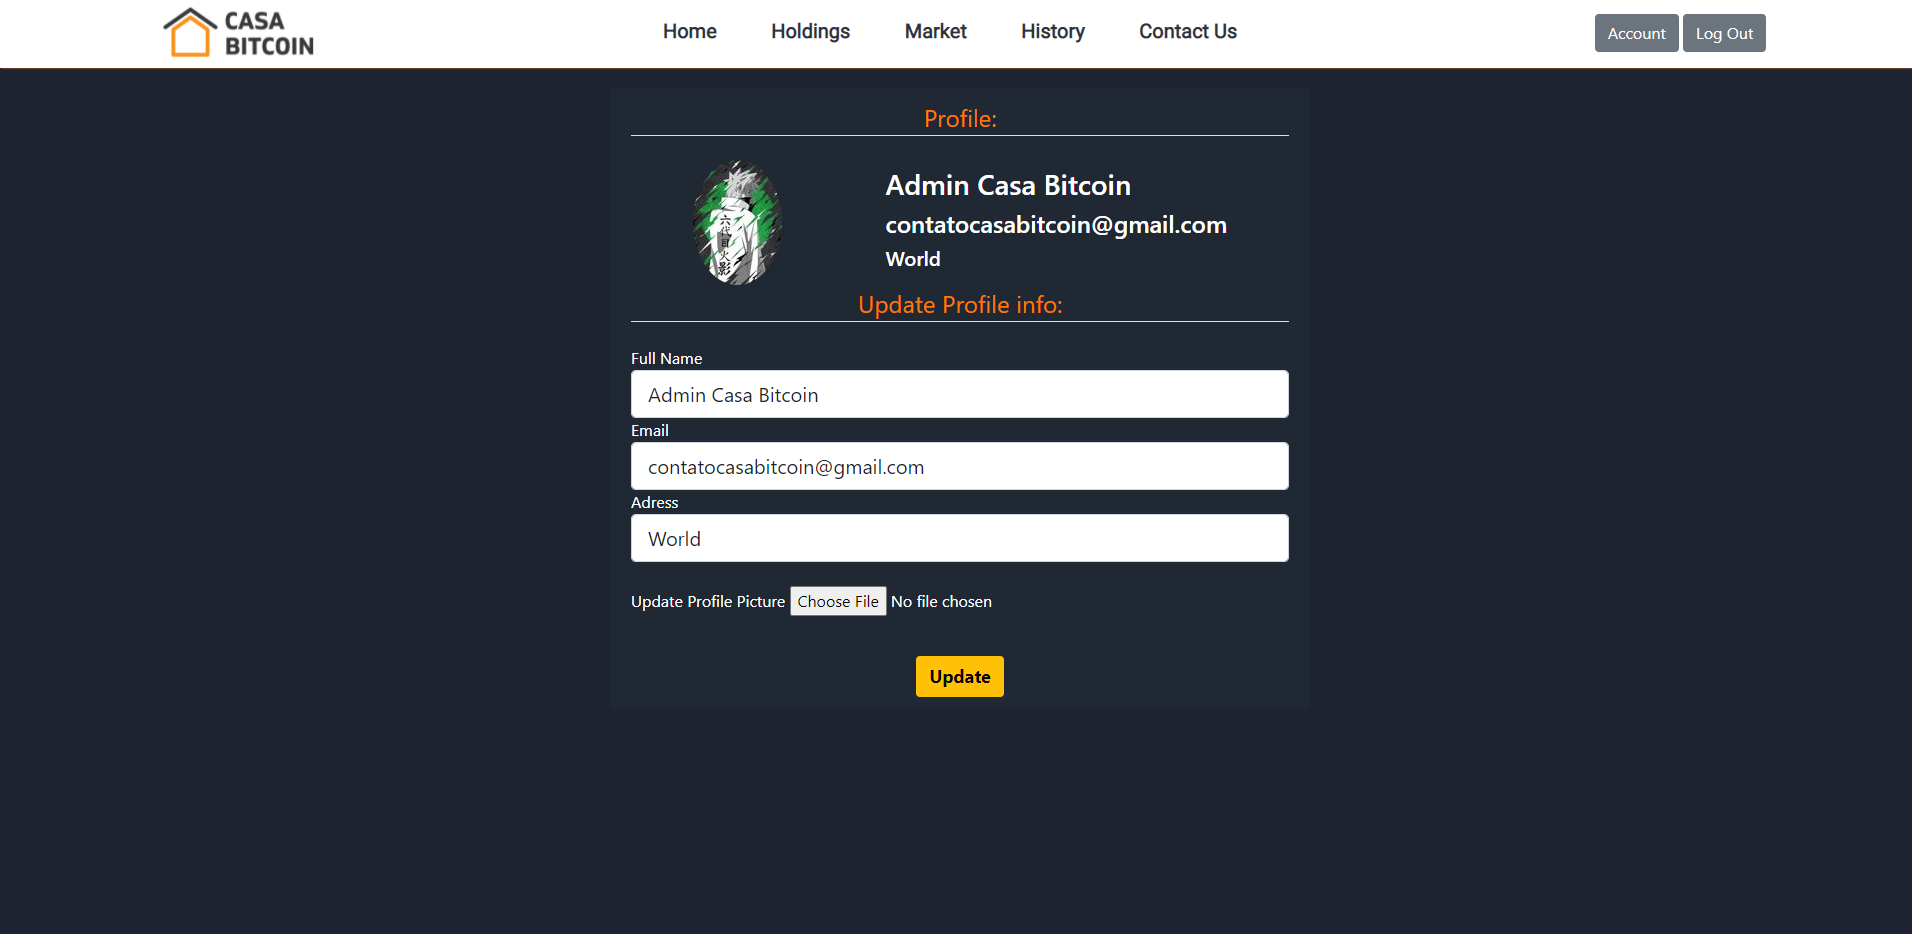 CASA
BITCOIN
Home Holdings Market History Contact Us
Account Log Out
Profile:
六代目火影
Admin Casa Bitcoin
contatocasabitcoin@gmail.com
World
Update Profile info:
Full Name
Admin Casa Bitcoin
Email
contatocasabitcoin@gmail.com
Adress
World
Update Profile Picture Choose File No file chosen
Update